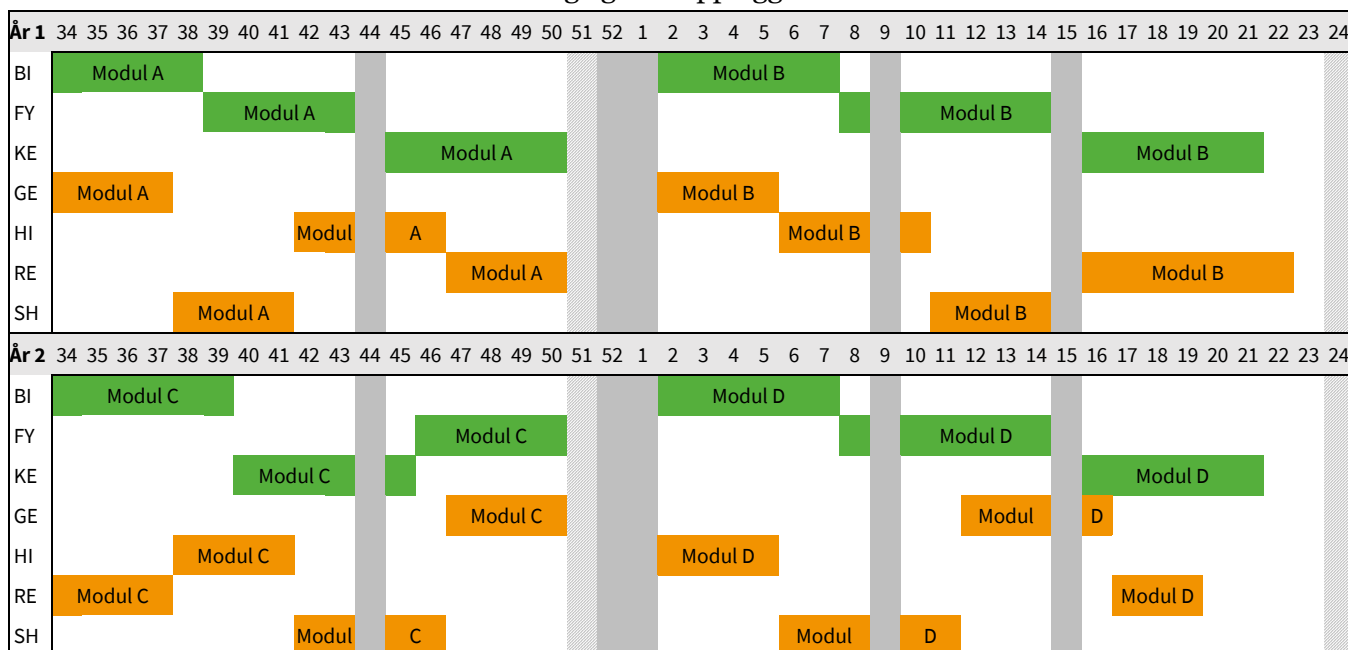 År 1 34 35 36 37 38 39 40 41 42 43 44 45 46 47 48 49 50 51 52 1 2 3 4 5 6 7 8 9 10 11 12 13 14 15 16 17 18 19 20 21 22 23 24
BI Modul A Modul B
FY Modul A Modul B
KE Modul A Modul B
GE Modul A Modul B
HI Modul A Modul B
RE Modul A Modul B
SH Modul A Modul B
År 2 34 35 36 37 38 39 40 41 42 43 44 45 46 47 48 49 50 51 52 1 2 3 4 5 6 7 8 9 10 11 12 13 14 15 16 17 18 19 20 21 22 23 24
BI Modul C Modul D
FY Modul C Modul D
KE Modul C Modul D
GE Modul C Modul D
HI Modul C Modul D
RE Modul C Modul D
SH Modul C Modul D